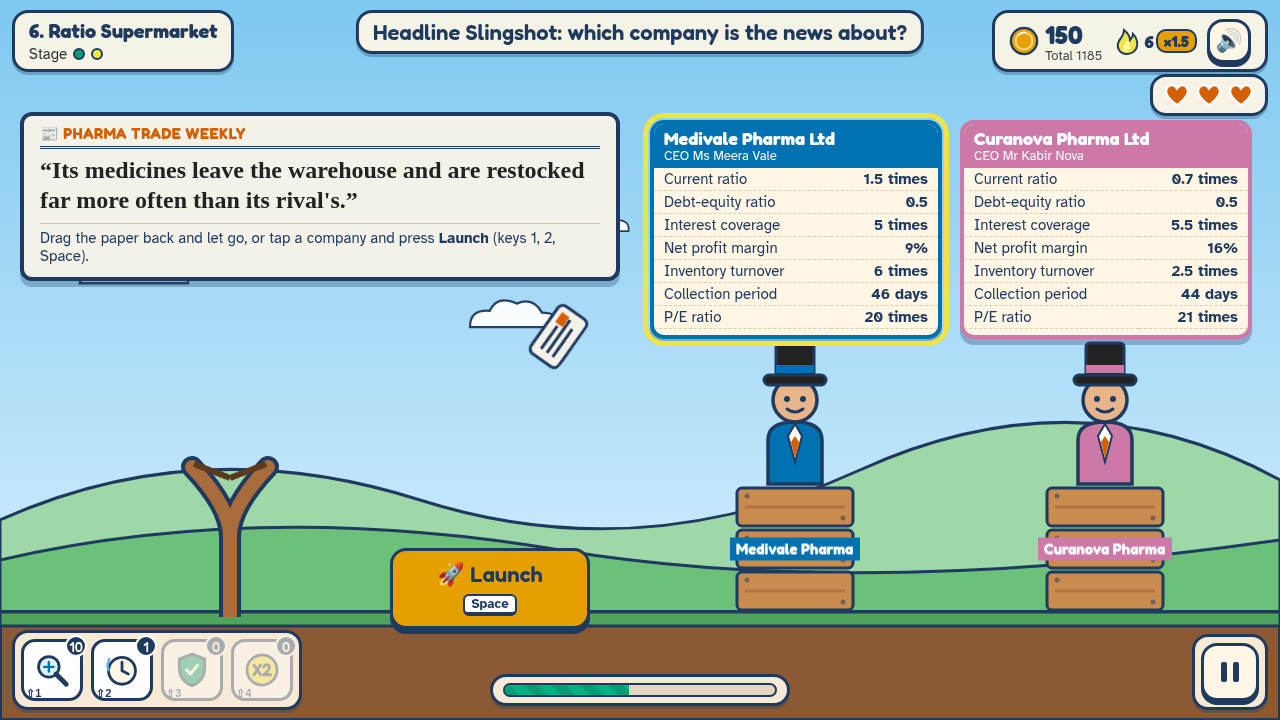 6. Ratio Supermarket
Stage
Headline Slingshot: which company is the news about?
150
Total 1185
6
×1.5
PHARMA TRADE WEEKLY
“Its medicines leave the warehouse and are restocked
far more often than its rival's.”
Drag the paper back and let go, or tap a company and press Launch (keys 1, 2,
Space).
Medivale Pharma Ltd
CEO Ms Meera Vale
Current ratio 1.5 times
Debt-equity ratio 0.5
Interest coverage 5 times
Net profit margin 9%
Inventory turnover 6 times
Collection period 46 days
P/E ratio 20 times
Curanova Pharma Ltd
CEO Mr Kabir Nova
Current ratio 0.7 times
Debt-equity ratio 0.5
Interest coverage 5.5 times
Net profit margin 16%
Inventory turnover 2.5 times
Collection period 44 days
P/E ratio 21 times
Medivale Pharma
Curanova Pharma
Launch
Space
10
⇧1
1
⇧2
0
⇧3
0
X2
⇧4